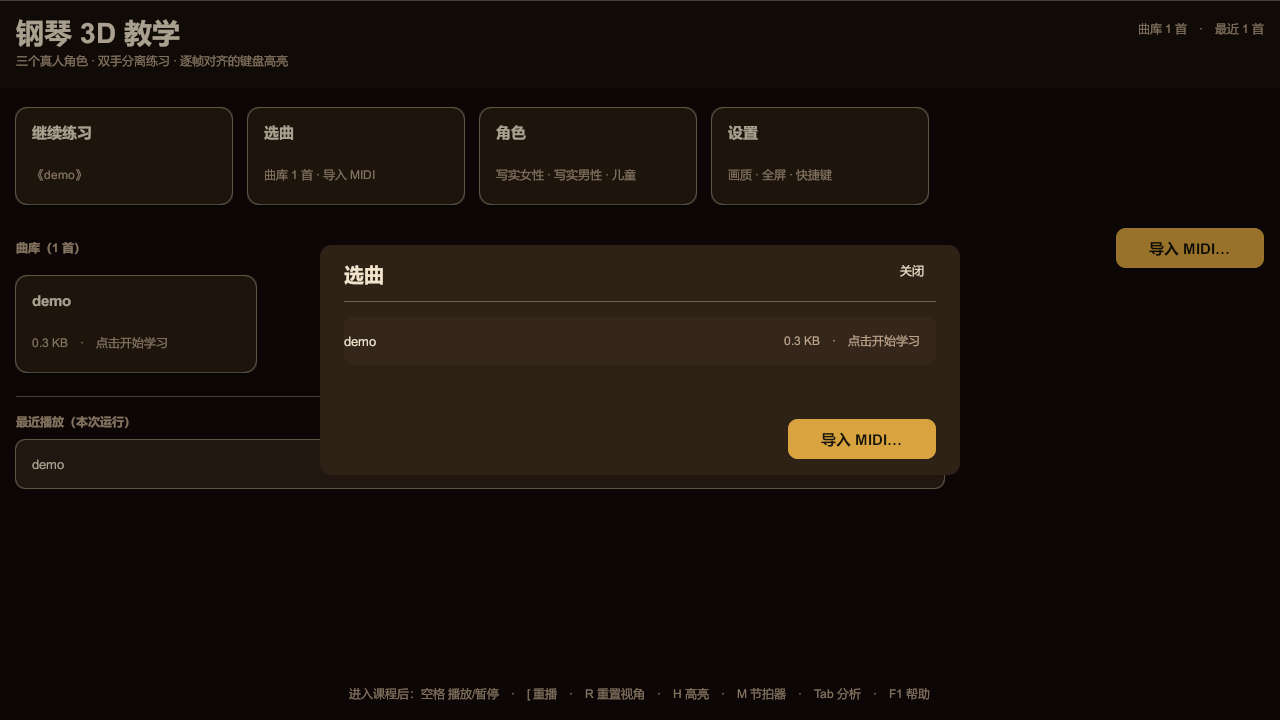 钢琴 3D 教学
曲库 1 首 · 最近 1 首
三个真人角色 · 双手分离练习 · 逐帧对齐的键盘高亮
继续练习
《demo》
选曲
曲库 1 首 · 导入 MIDI
角色
写实女性 · 写实男性 · 儿童
设置
画质 · 全屏 · 快捷键
曲库（1 首）
导入 MIDI…
demo
0.3 KB · 点击开始学习
最近播放（本次运行）
demo
选曲
关闭
demo
0.3 KB · 点击开始学习
导入 MIDI…
进入课程后：空格 播放/暂停 · [ 重播 · R 重置视角 · H 高亮 · M 节拍器 · Tab 分析 · F1 帮助